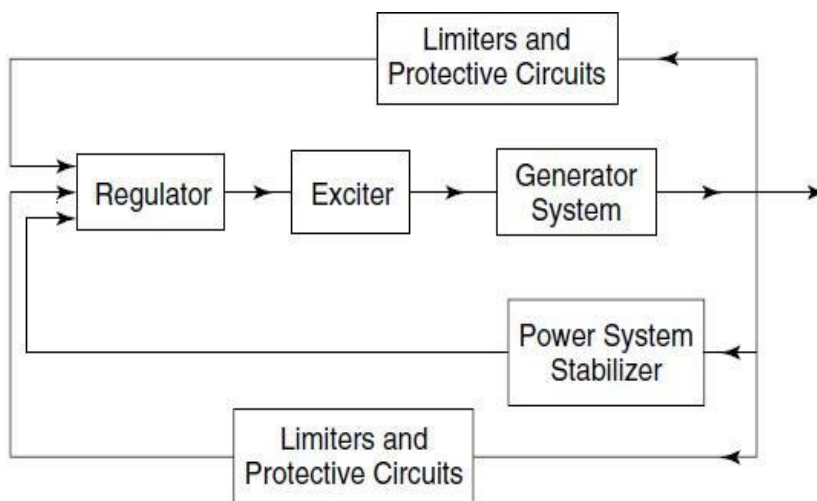 Limiters and
Protective Circuits
Regulator
Exciter
Generator
System
Power System
Stabilizer
Limiters and
Protective Circuits